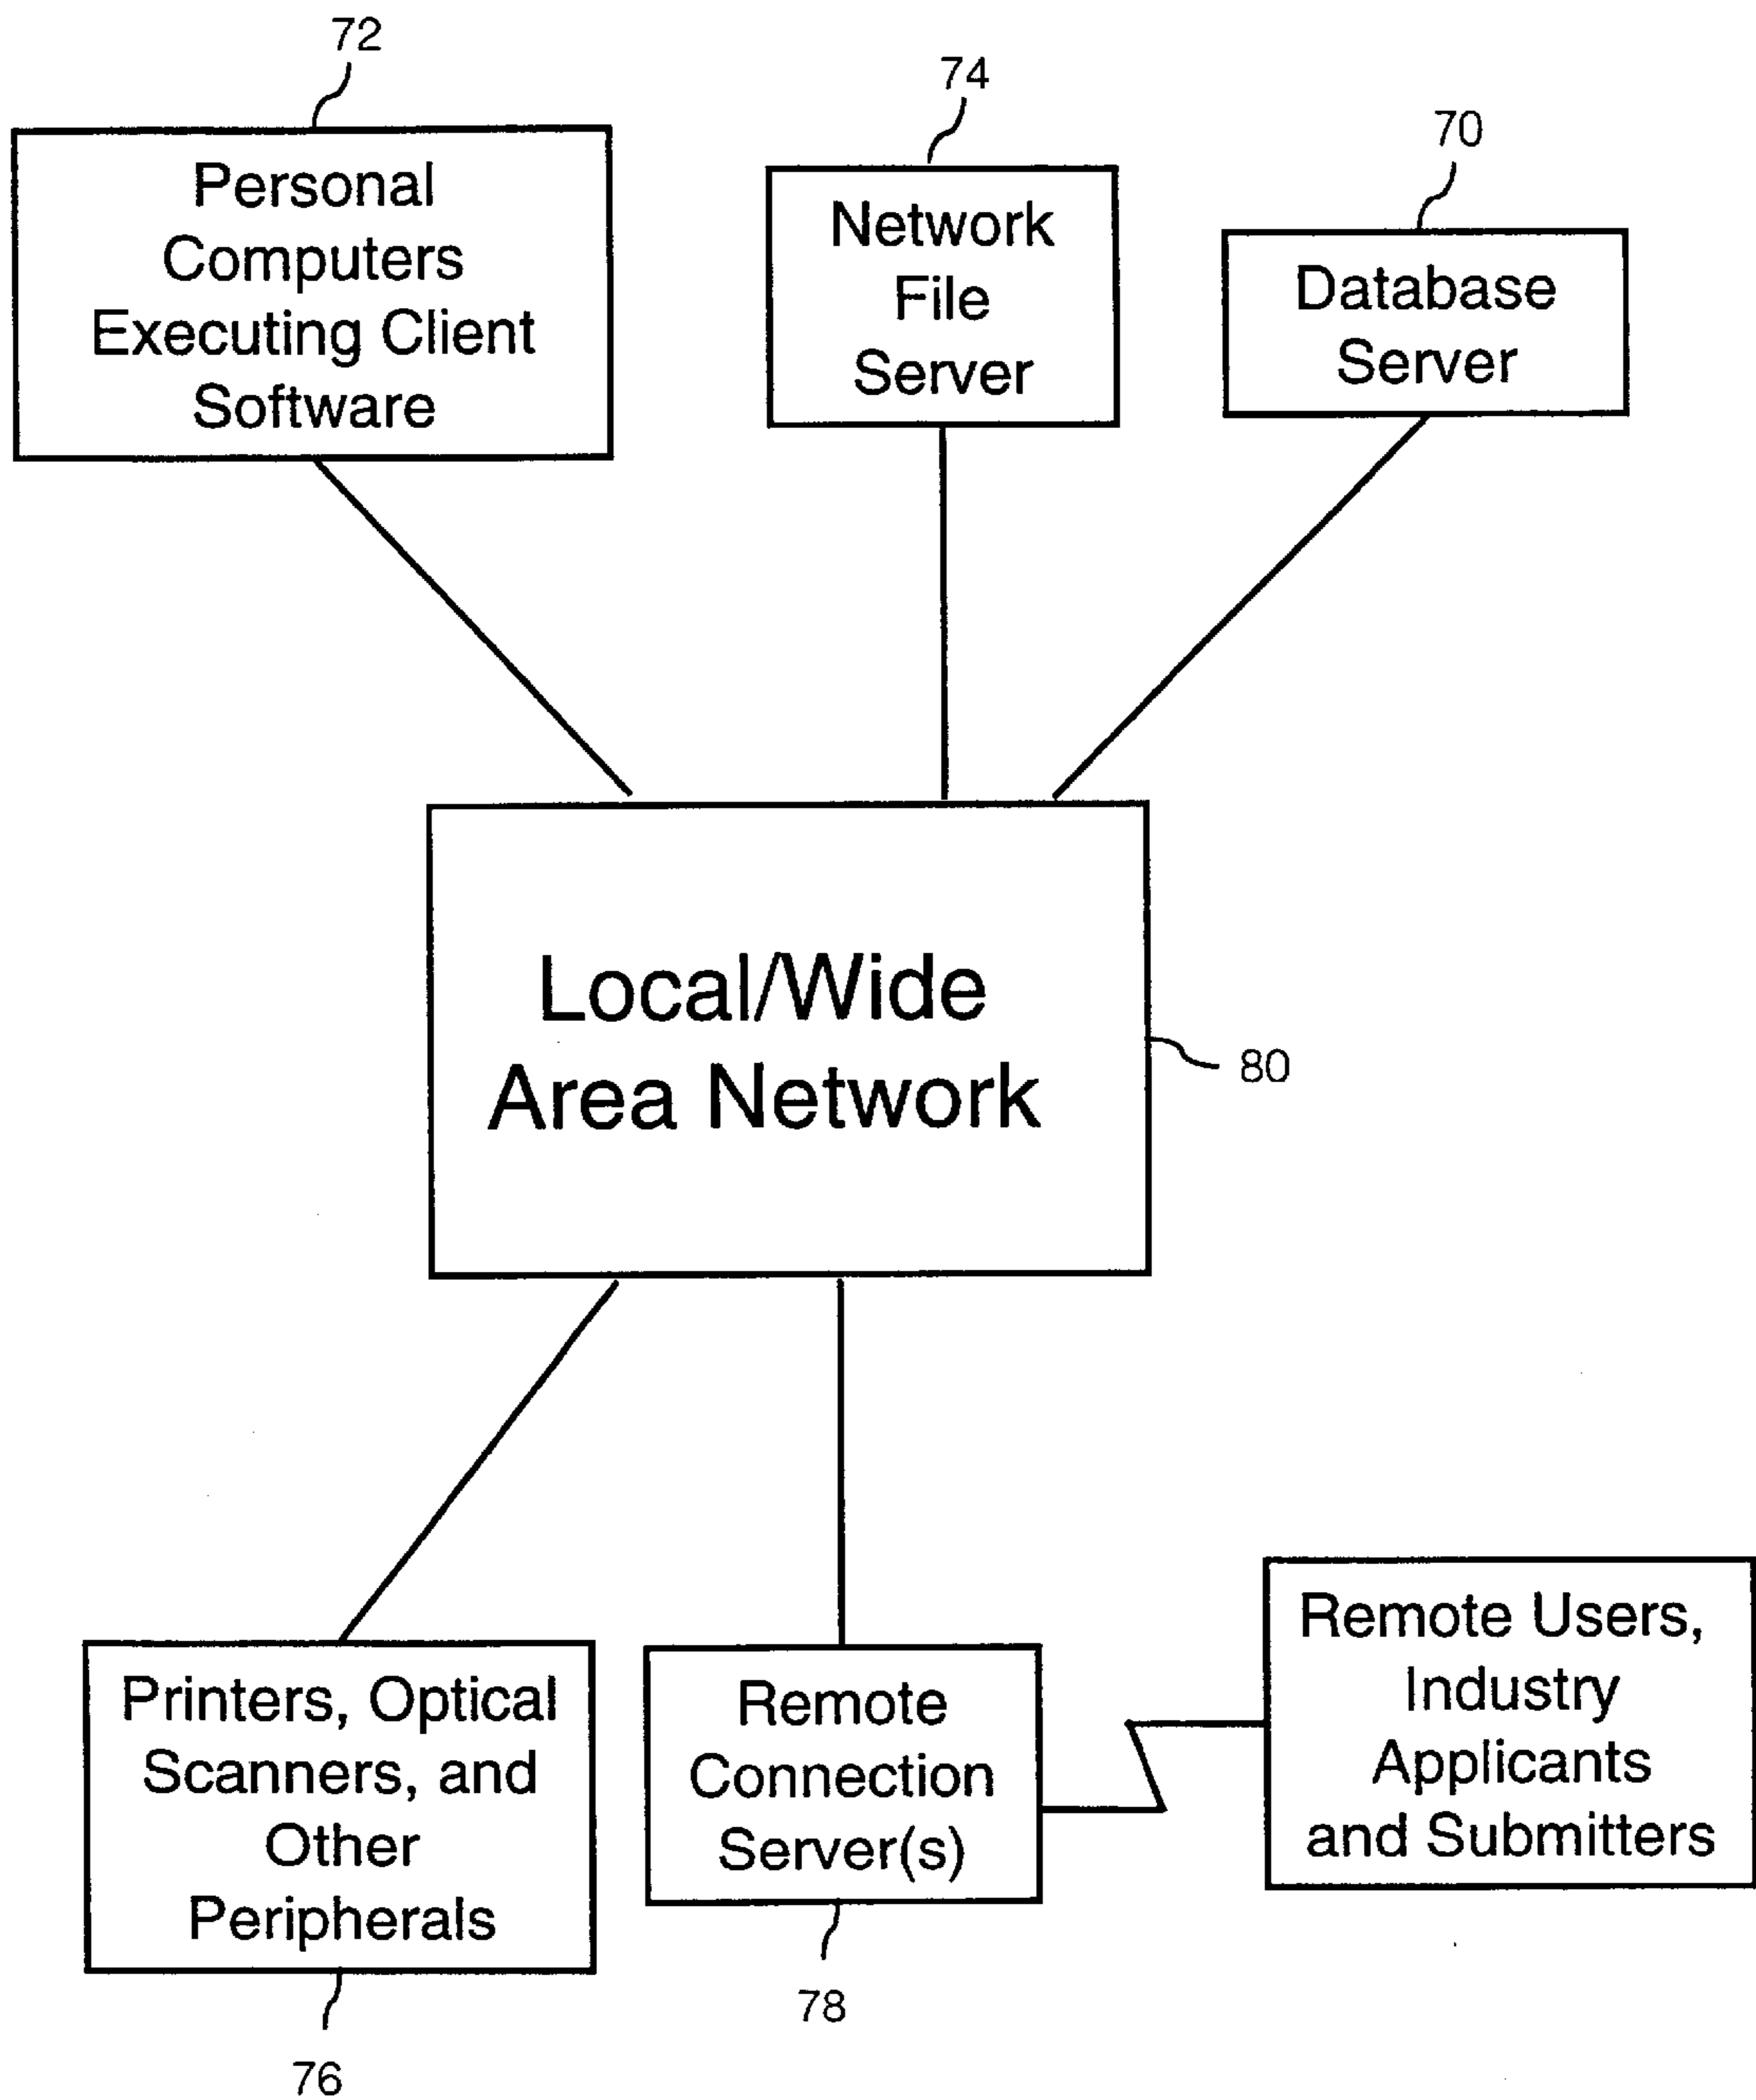 72
Personal
Computers
Executing Client
Software
74
Network
File
Server
70
Database
Server
Local/Wide
Area Network
80
Printers, Optical
Scanners, and
Other
Peripherals
76
Remote
Connection
Server(s)
78
Remote Users,
Industry
Applicants
and Submitters